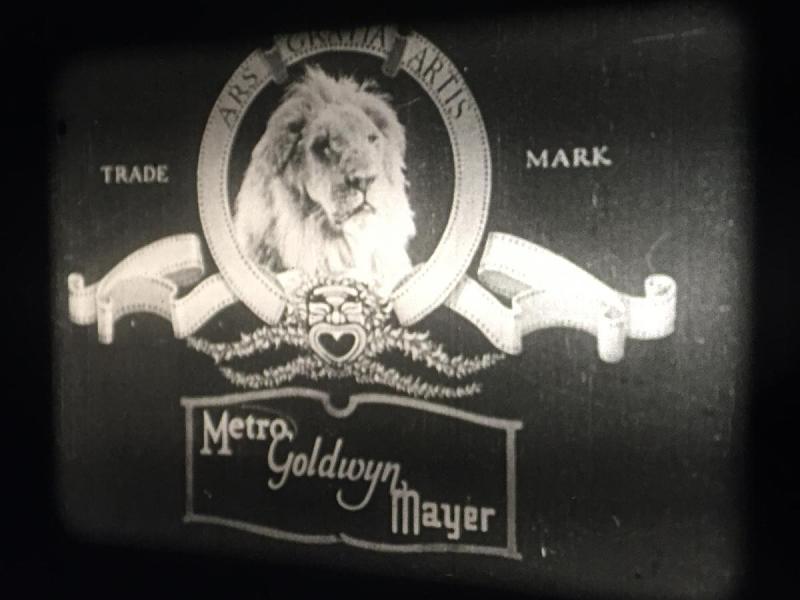 ARS GRATIA ARTIS
TRADE MARK
Metro
Goldwyn
Mayer